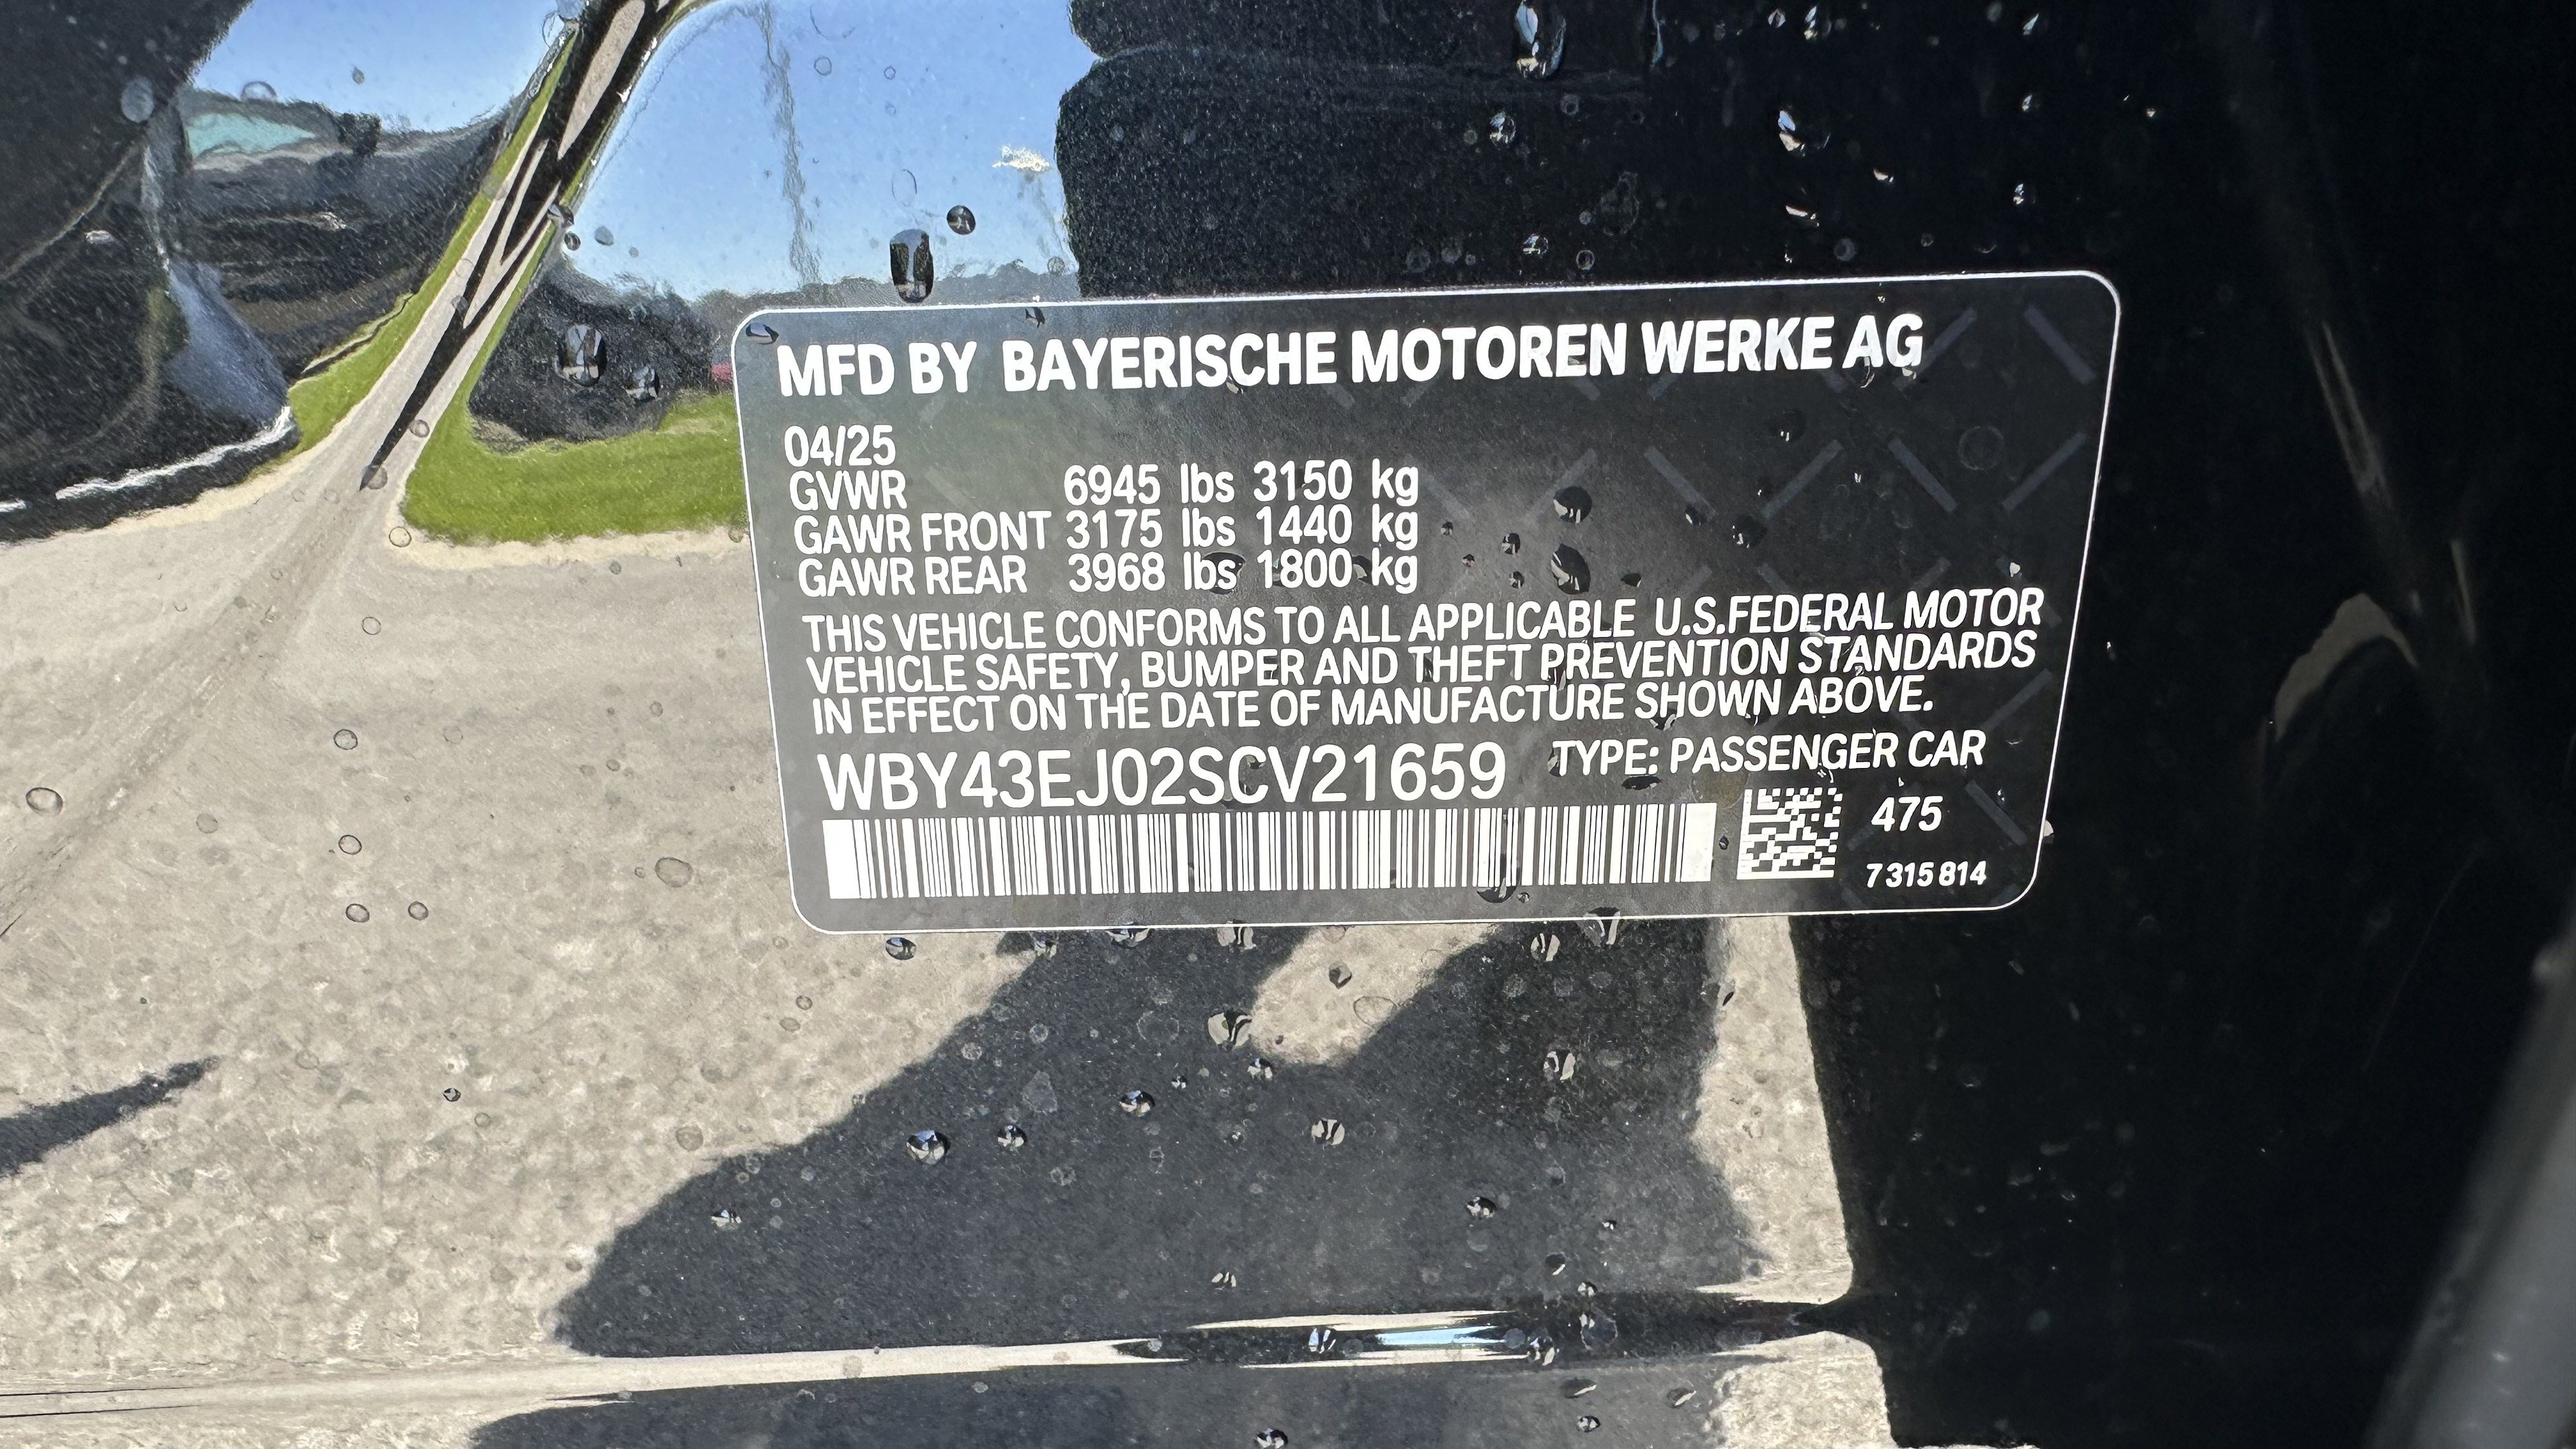 MFD BY BAYERISCHE MOTOREN WERKE AG
04/25
GVWR 6945 lbs 3150 kg
GAWR FRONT 3175 lbs 1440 kg
GAWR REAR 3968 lbs 1800 kg
THIS VEHICLE CONFORMS TO ALL APPLICABLE U.S.FEDERAL MOTOR
VEHICLE SAFETY, BUMPER AND THEFT PREVENTION STANDARDS
IN EFFECT ON THE DATE OF MANUFACTURE SHOWN ABOVE.
WBY43EJ02SCV21659 TYPE: PASSENGER CAR
475
7 315 814